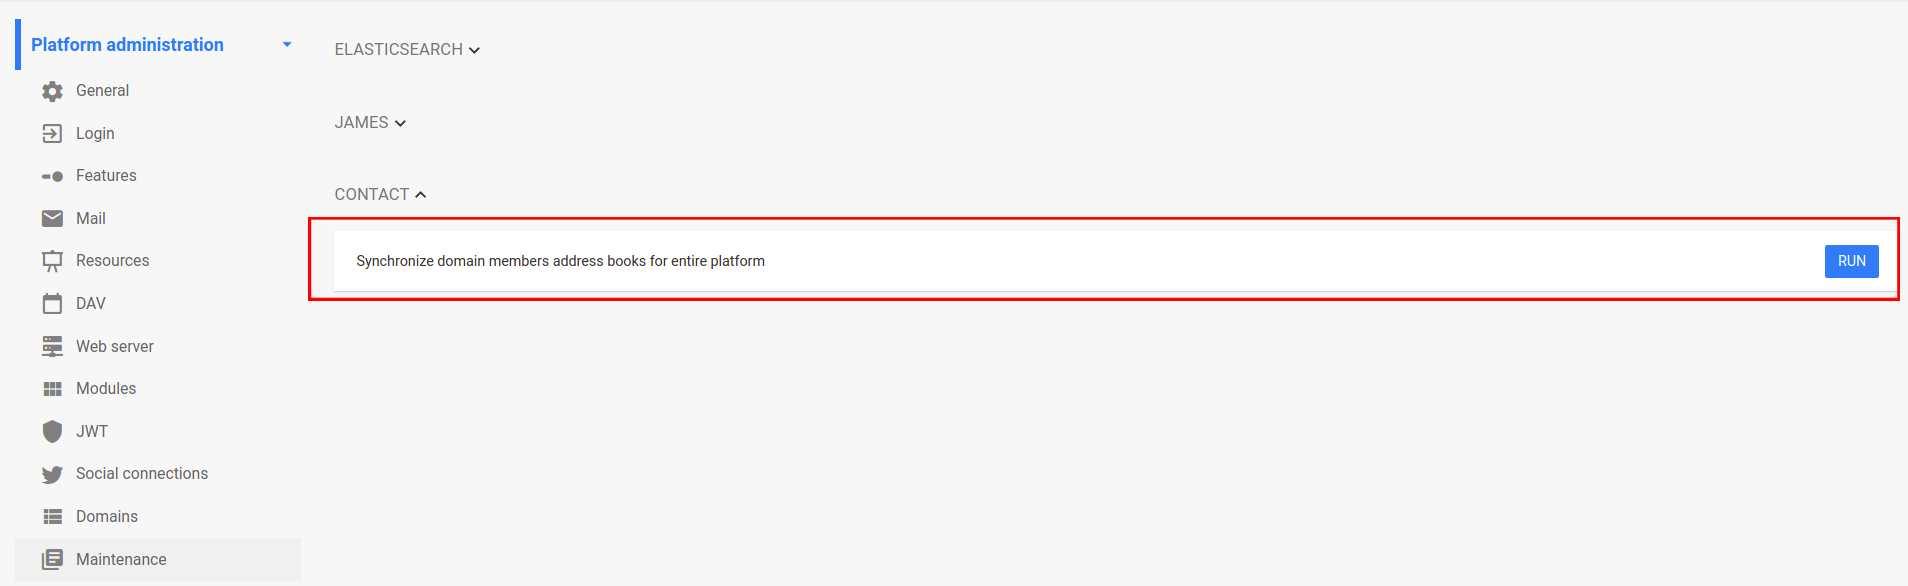 Platform administration
General
Login
Features
Mail
Resources
DAV
Web server
Modules
JWT
Social connections
Domains
Maintenance
ELASTICSEARCH
JAMES
CONTACT
Synchronize domain members address books for entire platform
RUN